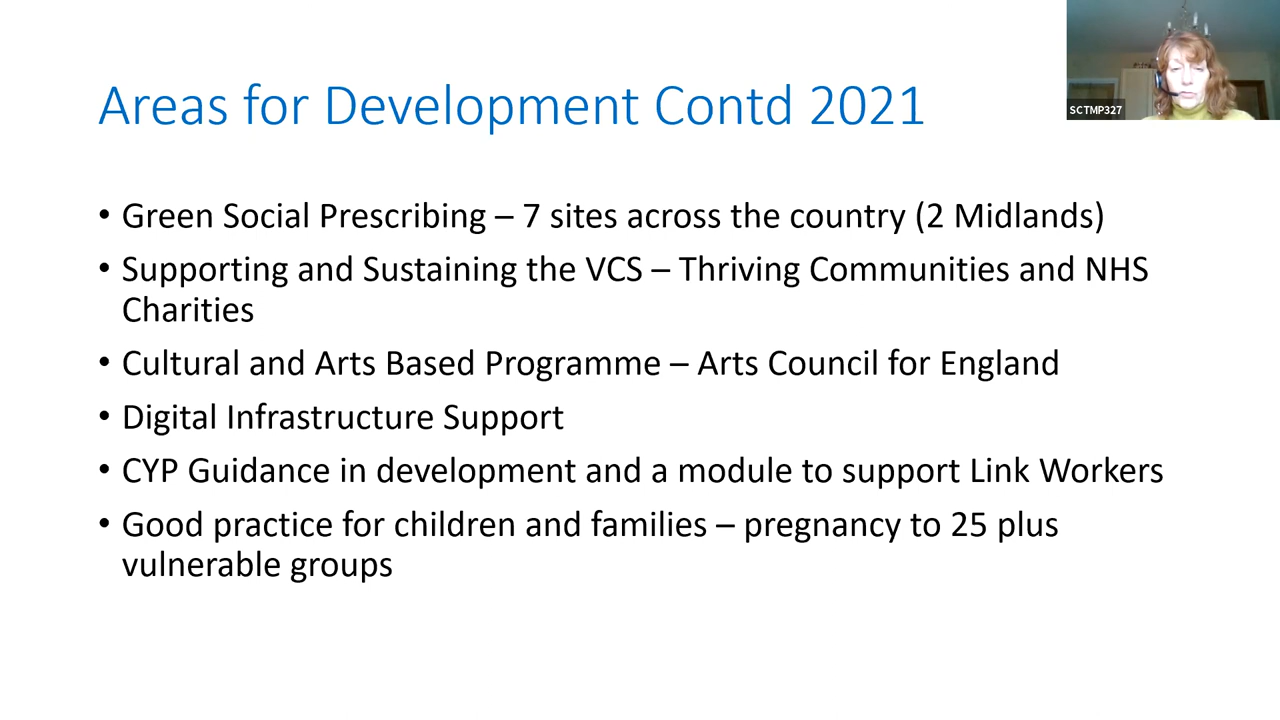 Areas for Development Contd 2021
SCTMP327
• Green Social Prescribing – 7 sites across the country (2 Midlands)
• Supporting and Sustaining the VCS – Thriving Communities and NHS
Charities
• Cultural and Arts Based Programme – Arts Council for England
• Digital Infrastructure Support
• CYP Guidance in development and a module to support Link Workers
• Good practice for children and families – pregnancy to 25 plus
vulnerable groups